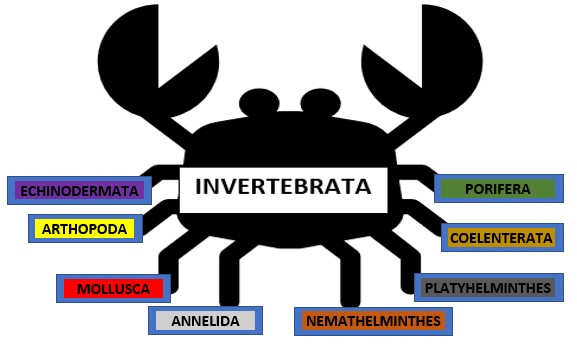 INVERTEBRATA
ECHINODERMATA
PORIFERA
ARTHOPODA
COELENTERATA
MOLLUSCA
PLATYHELMINTHES
ANNELIDA
NEMATHELMINTHES